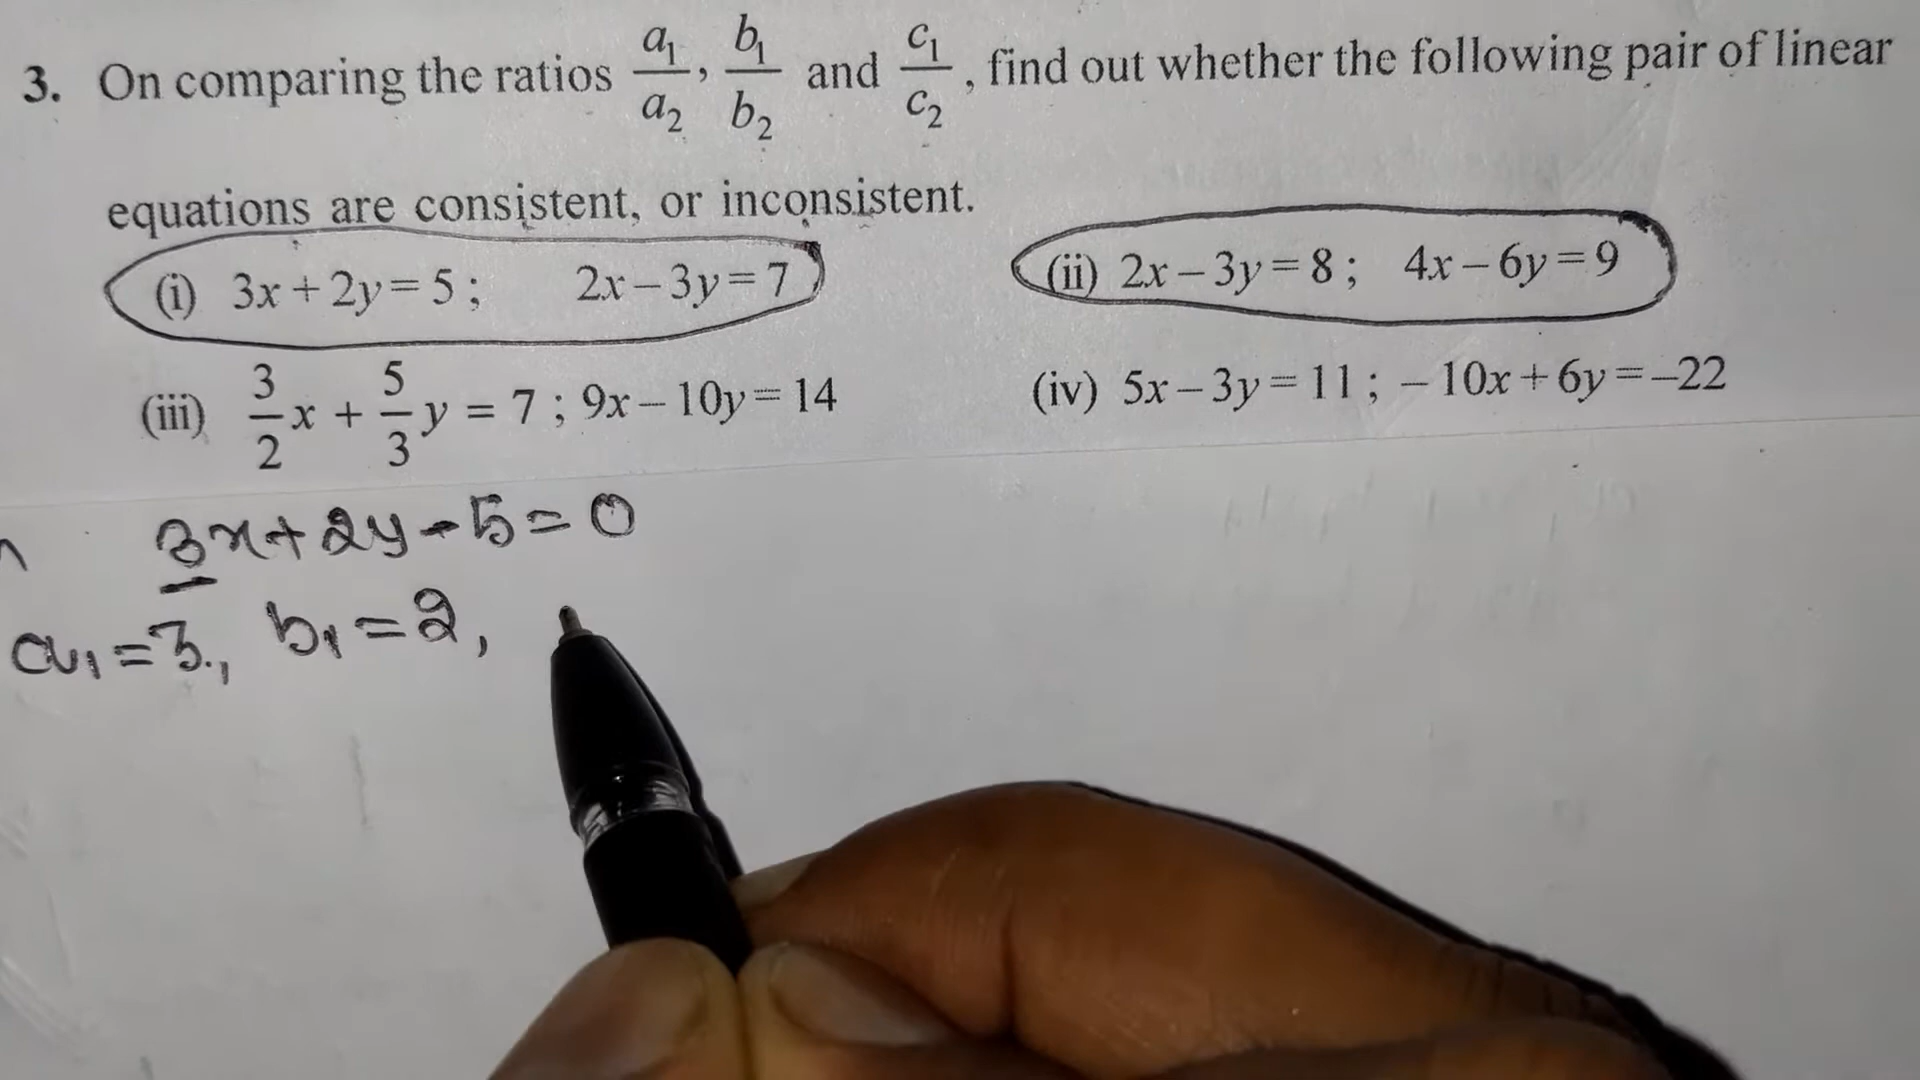 3. On comparing the ratios a₁/a₂, b₁/b₂ and c₁/c₂, find out whether the following pair of linear
equations are consistent, or inconsistent.
(i) 3x + 2y = 5 ; 2x – 3y = 7 (ii) 2x – 3y = 8 ; 4x – 6y = 9
(iii) 3/2 x + 5/3 y = 7 ; 9x – 10y = 14 (iv) 5x – 3y = 11 ; – 10x + 6y = –22
3x + 2y - 5 = 0
a₁ = 3, b₁ = 2,